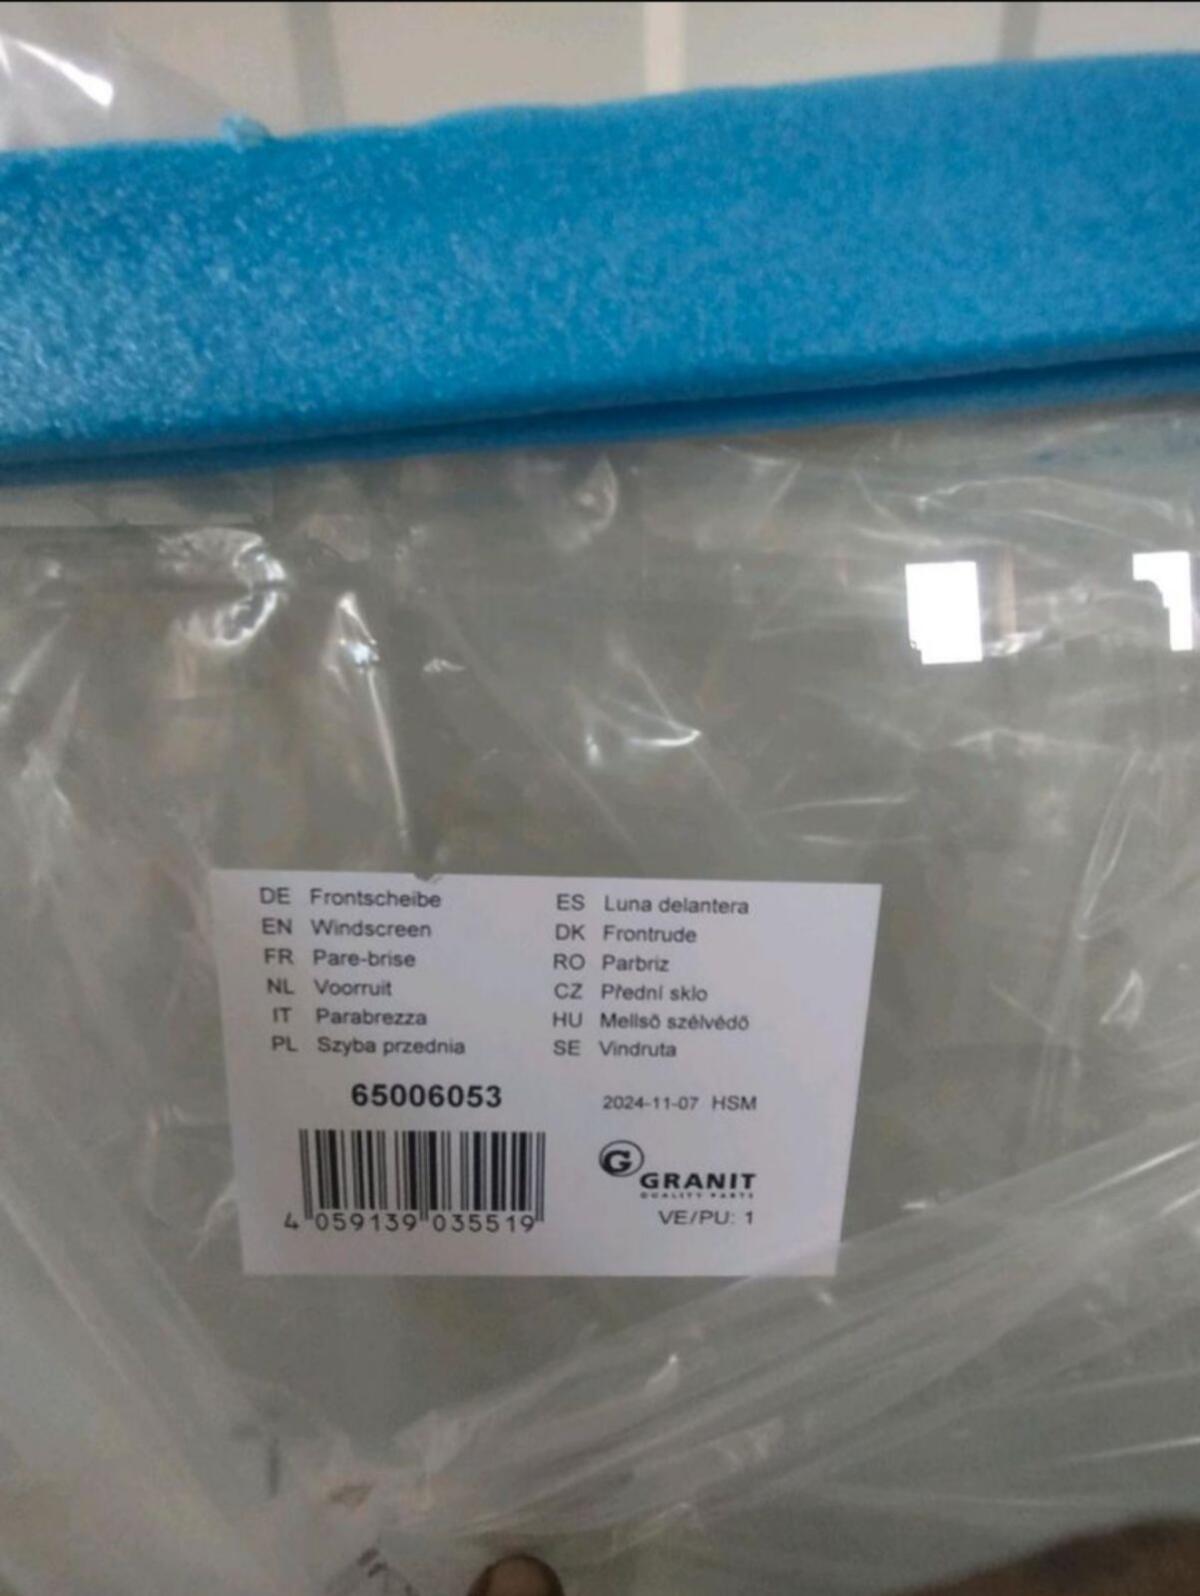 DE Frontscheibe
EN Windscreen
FR Pare-brise
NL Voorruit
IT Parabrezza
PL Szyba przednia
ES Luna delantera
DK Frontrude
RO Parbriz
CZ Přední sklo
HU Mellsö szélvédö
SE Vindruta
65006053
2024-11-07 HSM
4 059139 035519
G
GRANIT
QUALITY PARTS
VE/PU: 1